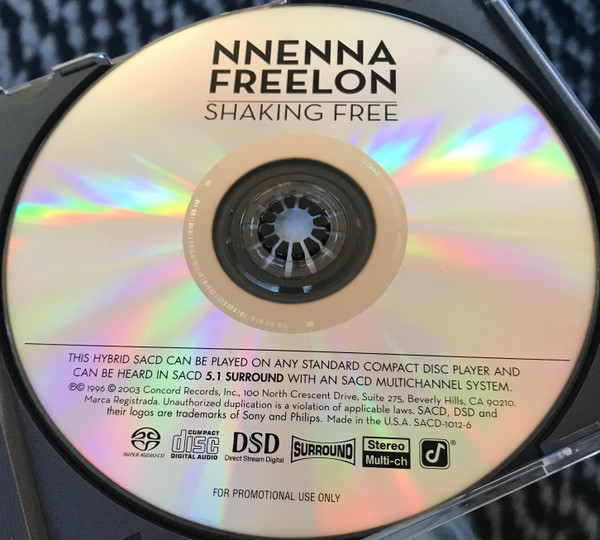 NNENNA
FREELON
SHAKING FREE
THIS HYBRID SACD CAN BE PLAYED ON ANY STANDARD COMPACT DISC PLAYER AND
CAN BE HEARD IN SACD 5.1 SURROUND WITH AN SACD MULTICHANNEL SYSTEM.
℗© 1996 © 2003 Concord Records, Inc., 100 North Crescent Drive, Suite 275, Beverly Hills, CA 90210.
Marca Registrada. Unauthorized duplication is a violation of applicable laws. SACD, DSD and
their logos are trademarks of Sony and Philips. Made in the U.S.A. SACD-1012-6
SUPER AUDIO CD
COMPACT disc DIGITAL AUDIO
DSD Direct Stream Digital
SURROUND
Stereo Multi-ch
®
FOR PROMOTIONAL USE ONLY